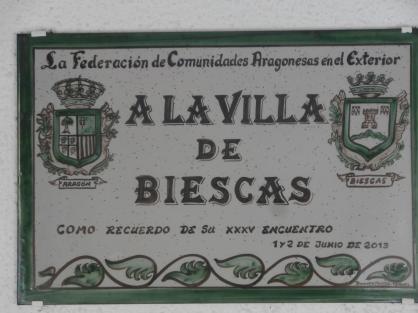 La Federación de Comunidades Aragonesas en el Exterior
A LA VILLA
DE
BIESCAS
ARAGÓN
BIESCAS
COMO RECUERDO DE SU XXXV ENCUENTRO
1 Y 2 DE JUNIO DE 2013